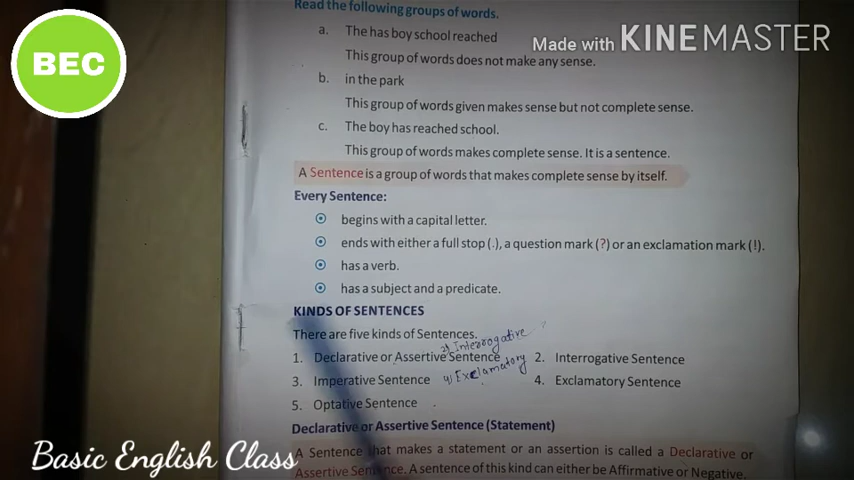 BEC
Made with KINEMASTER
Read the following groups of words.
a. The has boy school reached
This group of words does not make any sense.
b. in the park
This group of words given makes sense but not complete sense.
c. The boy has reached school.
This group of words makes complete sense. It is a sentence.
A Sentence is a group of words that makes complete sense by itself.
Every Sentence:
begins with a capital letter.
ends with either a full stop (.), a question mark (?) or an exclamation mark (!).
has a verb.
has a subject and a predicate.
KINDS OF SENTENCES
There are five kinds of Sentences.
2) Interrogative
1. Declarative or Assertive Sentence 2. Interrogative Sentence
4) Exclamatory
3. Imperative Sentence 4. Exclamatory Sentence
5. Optative Sentence
Declarative or Assertive Sentence (Statement)
A Sentence that makes a statement or an assertion is called a Declarative or
Assertive Sentence. A sentence of this kind can either be Affirmative or Negative.
Basic English Class